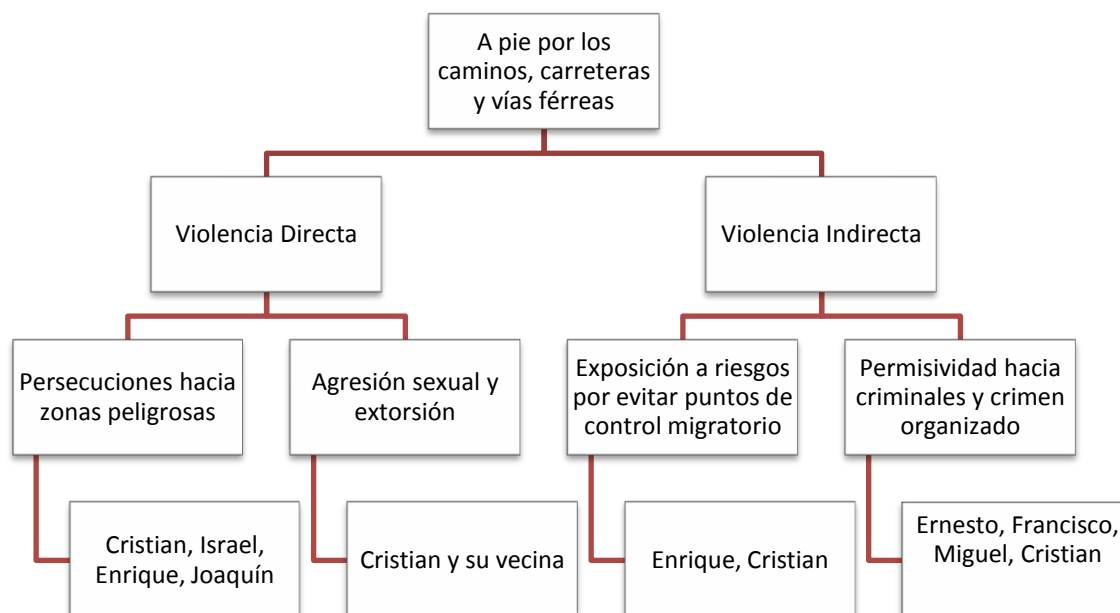 A pie por los
caminos, carreteras
y vías férreas
Violencia Directa
Violencia Indirecta
Persecuciones hacia
zonas peligrosas
Agresión sexual y
extorsión
Exposición a riesgos
por evitar puntos de
control migratorio
Permisividad hacia
criminales y crimen
organizado
Cristian, Israel,
Enrique, Joaquín
Cristian y su vecina
Enrique, Cristian
Ernesto, Francisco,
Miguel, Cristian